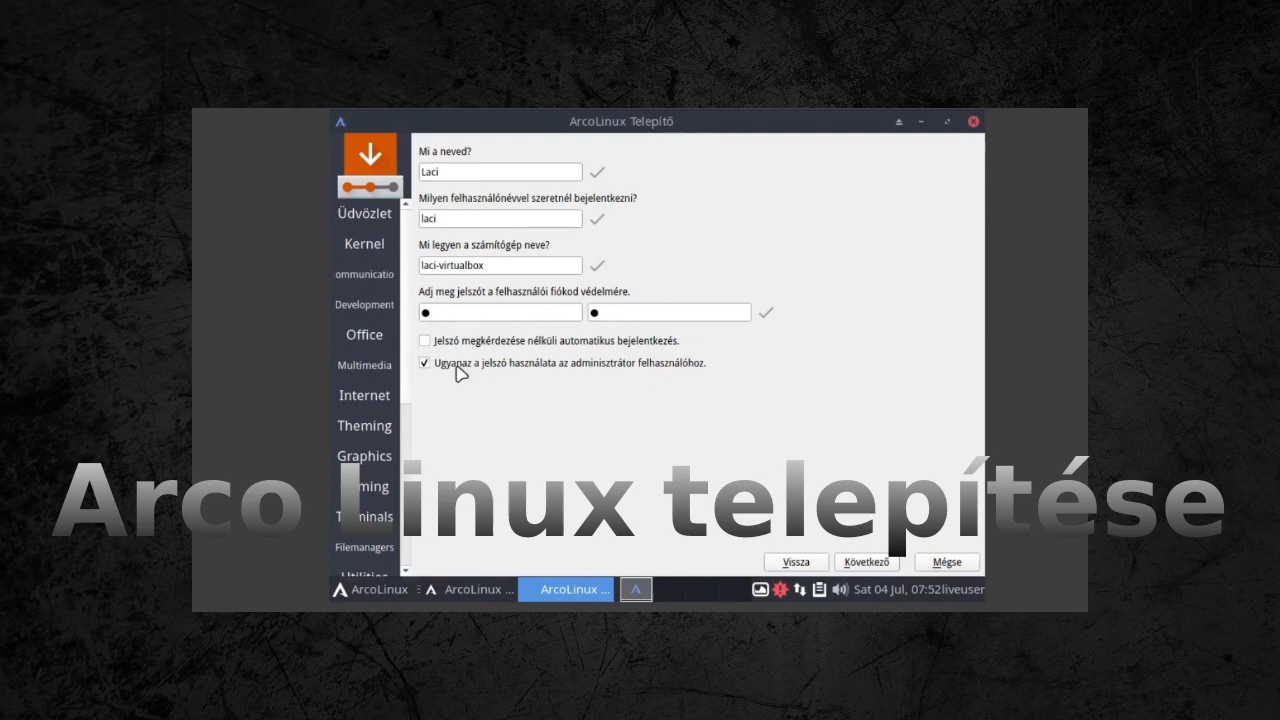 ArcoLinux Telepítő
Mi a neved?
Laci
Milyen felhasználónévvel szeretnél bejelentkezni?
laci
Mi legyen a számítógép neve?
laci-virtualbox
Adj meg jelszót a felhasználói fiókod védelmére.
Jelszó megkérdezése nélküli automatikus bejelentkezés.
Ugyanaz a jelszó használata az adminisztrátor felhasználóhoz.
Üdvözlet
Kernel
ommunicatio
Development
Office
Multimedia
Internet
Theming
Graphics
ming
Filemanagers
Utilities
Arco Linux telepítése
Vissza
Következő
Mégse
ArcoLinux
ArcoLinux ...
ArcoLinux ...
Sat 04 Jul, 07:52liveuser